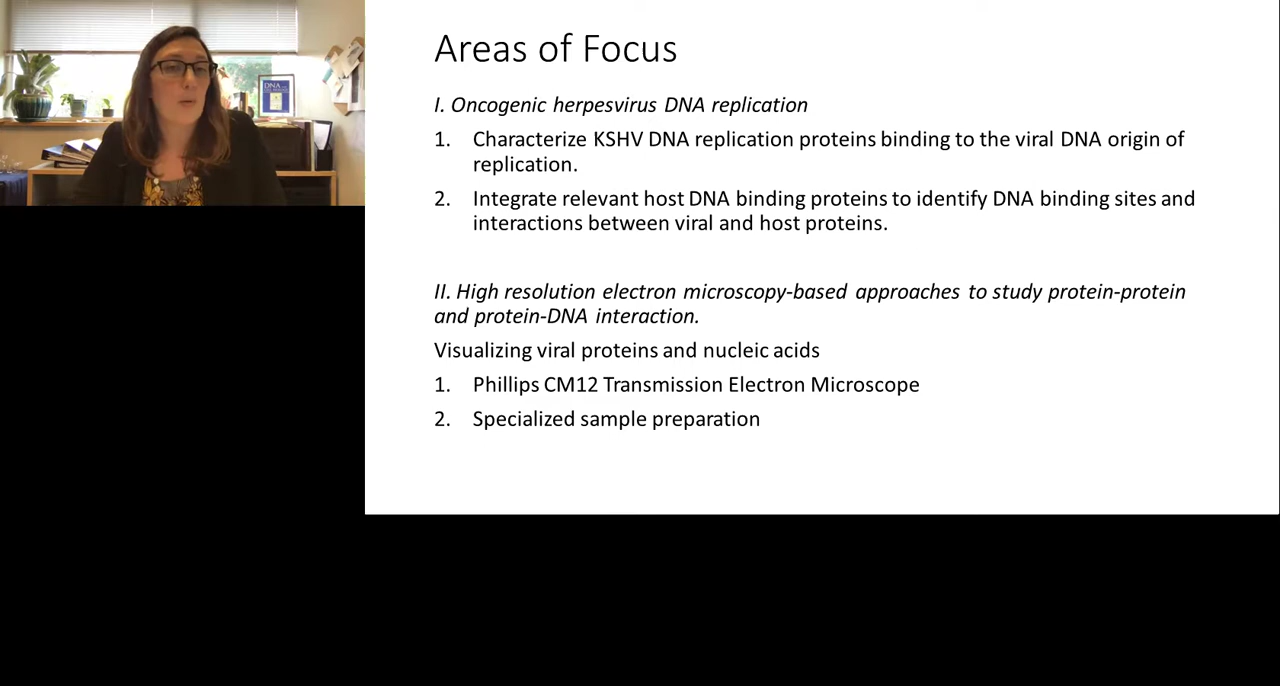 Areas of Focus
I. Oncogenic herpesvirus DNA replication
1. Characterize KSHV DNA replication proteins binding to the viral DNA origin of
replication.
2. Integrate relevant host DNA binding proteins to identify DNA binding sites and
interactions between viral and host proteins.
II. High resolution electron microscopy-based approaches to study protein-protein
and protein-DNA interaction.
Visualizing viral proteins and nucleic acids
1. Phillips CM12 Transmission Electron Microscope
2. Specialized sample preparation
DNA